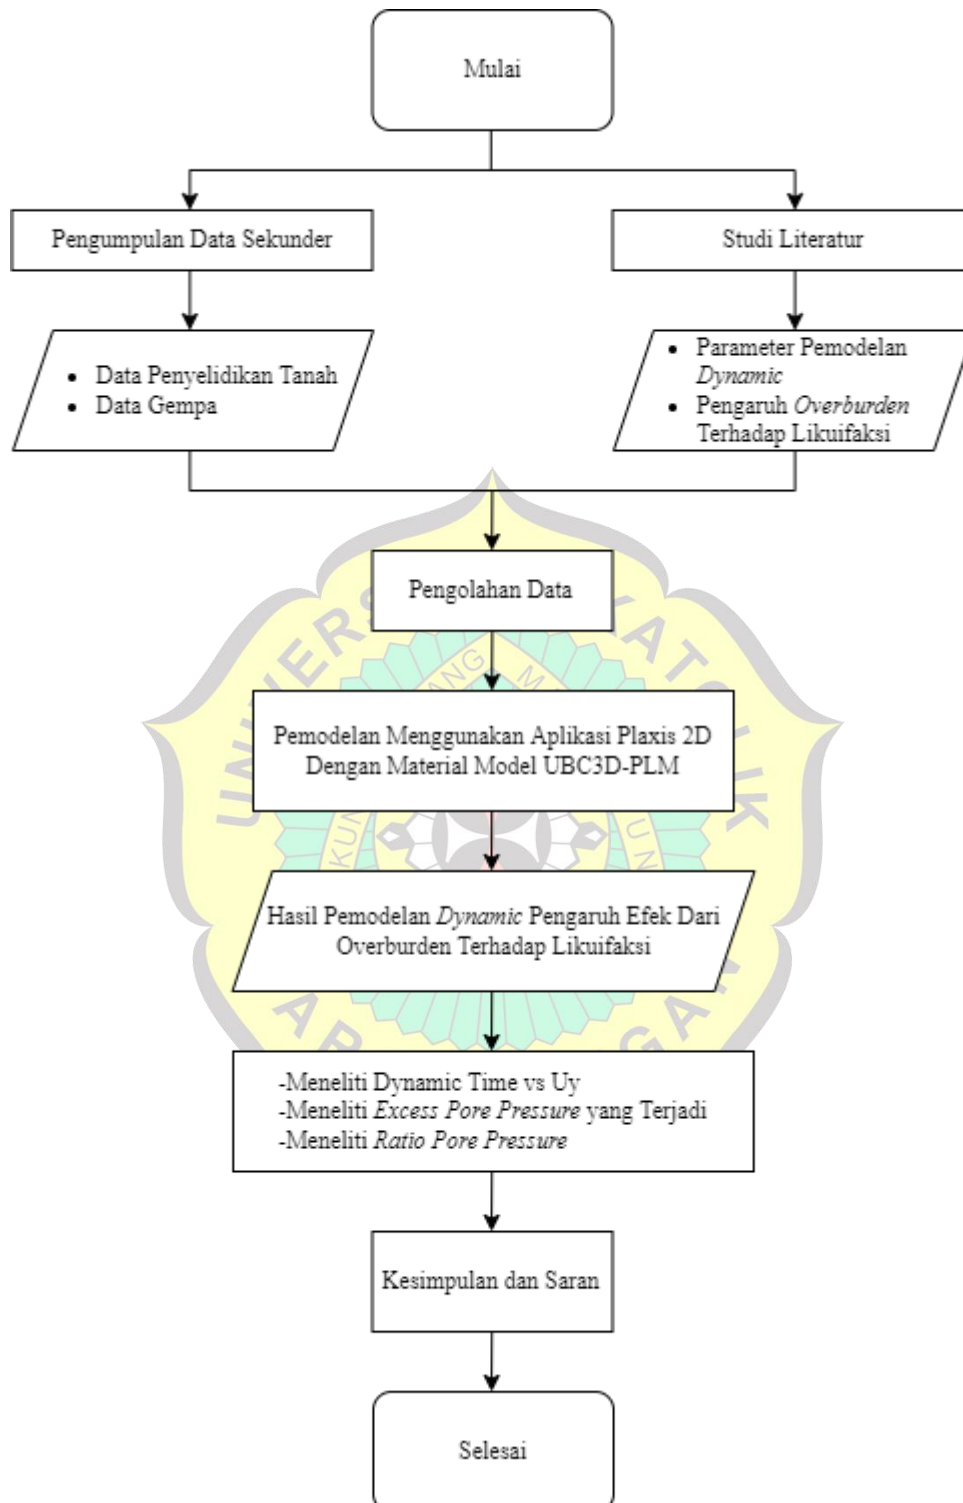 Mulai
Pengumpulan Data Sekunder
Studi Literatur
• Data Penyelidikan Tanah
• Data Gempa
• Parameter Pemodelan
Dynamic
• Pengaruh Overburden
Terhadap Likuifaksi
Pengolahan Data
Pemodelan Menggunakan Aplikasi Plaxis 2D
Dengan Material Model UBC3D-PLM
Hasil Pemodelan Dynamic Pengaruh Efek Dari
Overburden Terhadap Likuifaksi
-Meneliti Dynamic Time vs Uy
-Meneliti Excess Pore Pressure yang Terjadi
-Meneliti Ratio Pore Pressure
Kesimpulan dan Saran
Selesai